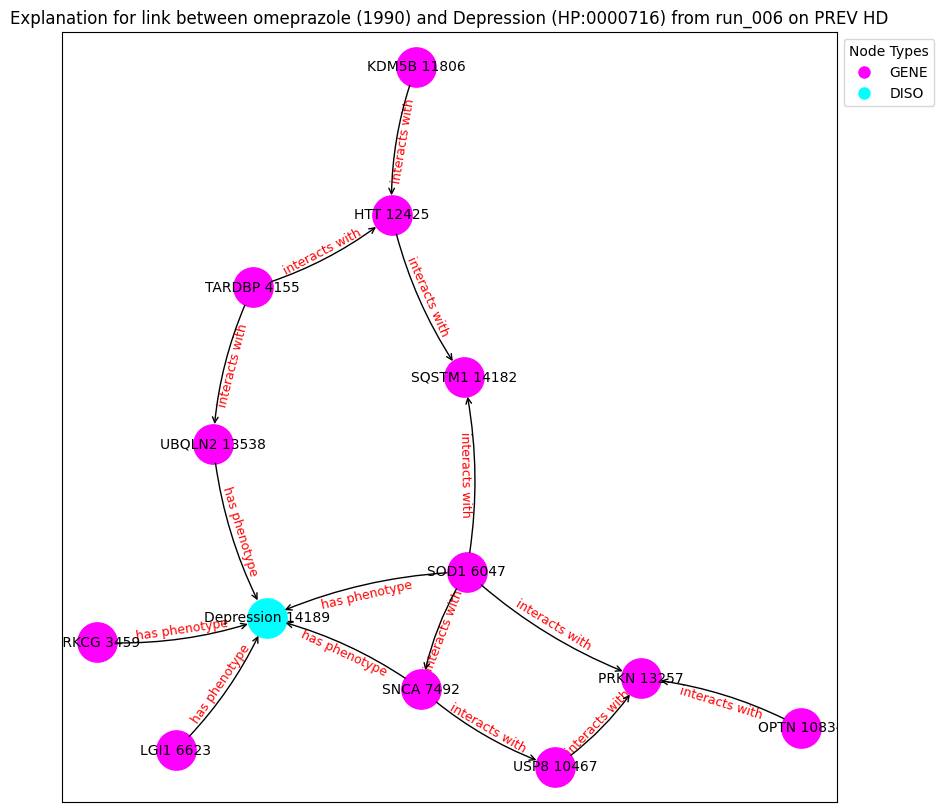 Explanation for link between omeprazole (1990) and Depression (HP:0000716) from run_006 on PREV HD
Node Types
GENE
DISO
KDM5B 11806
interacts with
HTT 12425
interacts with
TARDBP 4155
interacts with
interacts with
SQSTM1 14182
UBQLN2 13538
has phenotype
interacts with
SOD1 6047
has phenotype
interacts with
interacts with
Depression 14189
has phenotype
RKCG 3459
has phenotype
has phenotype
SNCA 7492
PRKN 13257
interacts with
interacts with
interacts with
OPTN 1083
LGI1 6623
USP8 10467